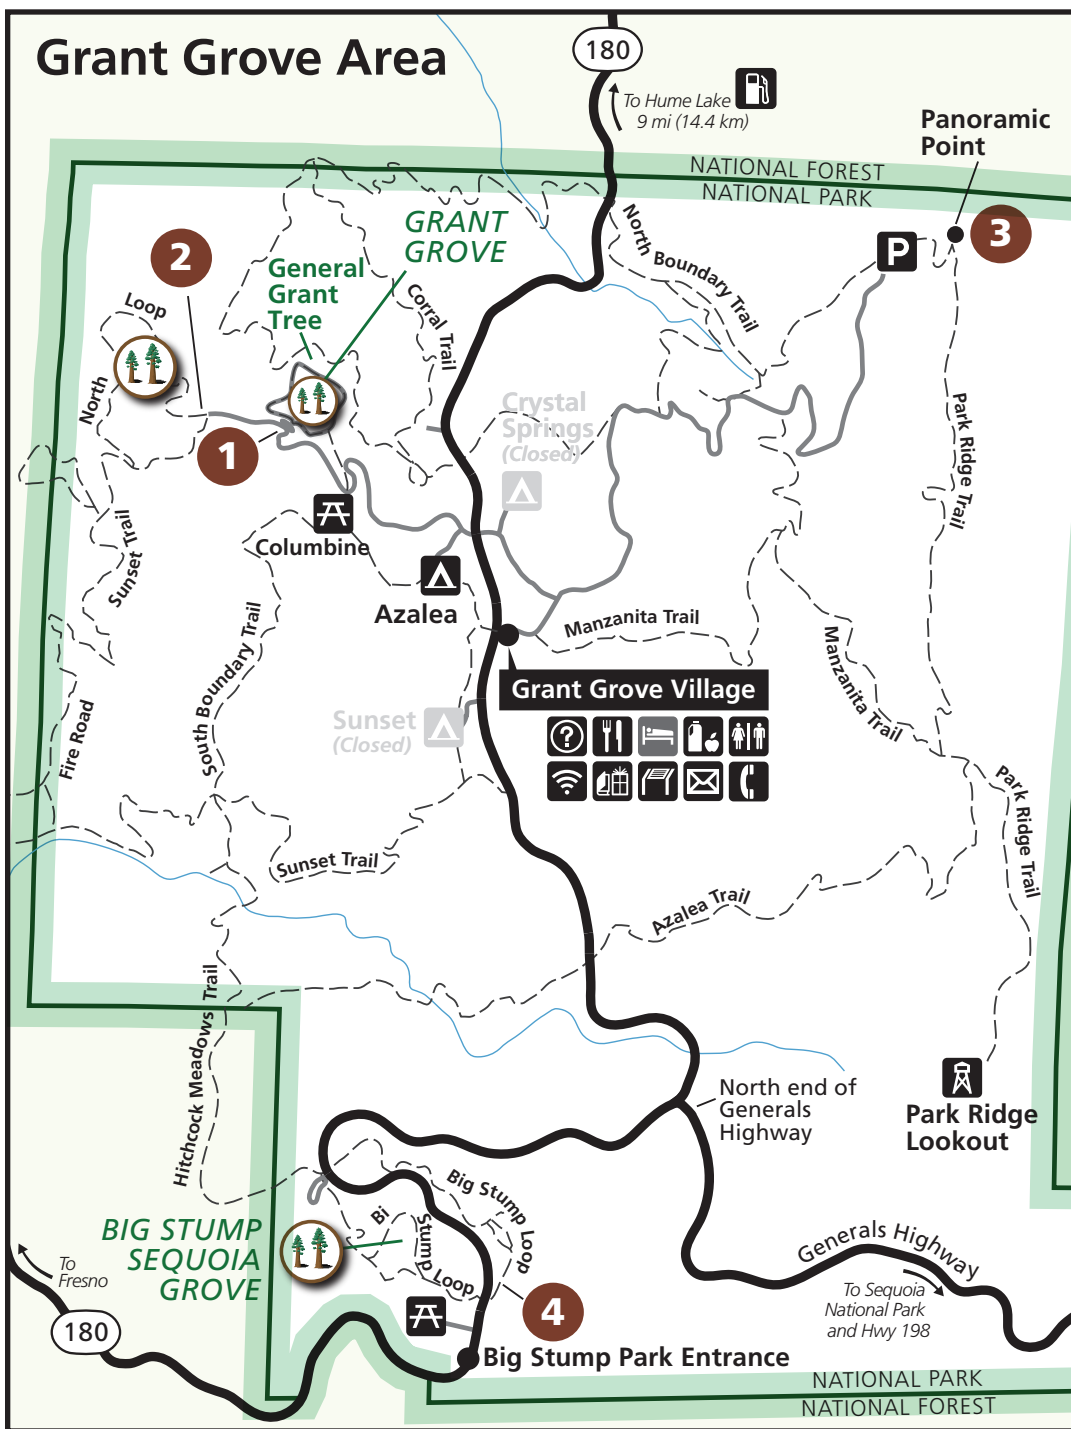 Grant Grove Area
180
To Hume Lake
9 mi (14.4 km)
Panoramic
Point
NATIONAL FOREST
NATIONAL PARK
3
P
North Boundary Trail
GRANT
GROVE
2
General
Grant
Tree
Corral Trail
Loop
North
1
Crystal
Springs
(Closed)
Park Ridge Trail
Columbine
Sunset Trail
Azalea
Manzanita Trail
South Boundary Trail
Manzanita Trail
Grant Grove Village
Sunset
(Closed)
?
Fire Road
Park Ridge Trail
Sunset Trail
Azalea Trail
Hitchcock Meadows Trail
North end of
Generals
Highway
Park Ridge
Lookout
Big Stump Loop
Bi
Stump Loop
BIG STUMP
SEQUOIA
GROVE
Generals Highway
To
Fresno
To Sequoia
National Park
and Hwy 198
4
180
Big Stump Park Entrance
NATIONAL PARK
NATIONAL FOREST